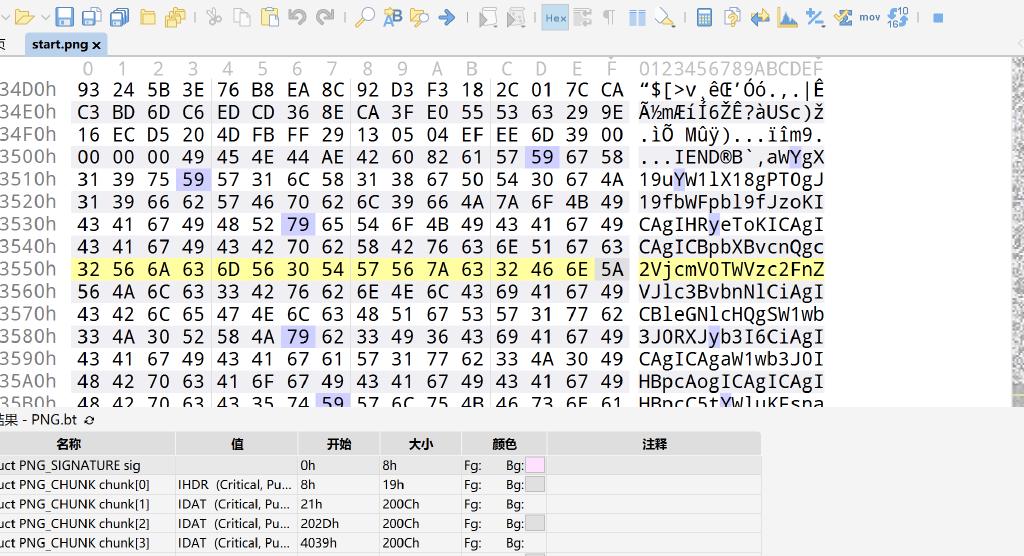 Hex
mov
页 start.png ×
0 1 2 3 4 5 6 7 8 9 A B C D E F 0123456789ABCDEF
34D0h 93 24 5B 3E 76 B8 EA 8C 92 D3 F3 18 2C 01 7C CA “$[>v¸êŒ’Óó.,.|Ê
34E0h C3 BD 6D C6 ED CD 36 8E CA 3F E0 55 53 63 29 9E Ã½mÆíÍ6ŽÊ?àUSc)ž
34F0h 16 EC D5 20 4D FB FF 29 13 05 04 EF EE 6D 39 00 .ìÕ Mûÿ)...ïîm9.
3500h 00 00 00 49 45 4E 44 AE 42 60 82 61 57 59 67 58 ...IEND®B`‚aWYgX
3510h 31 39 75 59 57 31 6C 58 31 38 67 50 54 30 67 4A 19uYW1lX18gPT0gJ
3520h 31 39 66 62 57 46 70 62 6C 39 66 4A 7A 6F 4B 49 19fbWFpbl9fJzoKI
3530h 43 41 67 49 48 52 79 65 54 6F 4B 49 43 41 67 49 CAgIHRyeToKICAgI
3540h 43 41 67 49 43 42 70 62 58 42 76 63 6E 51 67 63 CAgICBpbXBvcnQgc
3550h 32 56 6A 63 6D 56 30 54 57 56 7A 63 32 46 6E 5A 2VjcmV0TWVzc2FnZ
3560h 56 4A 6C 63 33 42 76 62 6E 4E 6C 43 69 41 67 49 VJlc3BvbnNlCiAgI
3570h 43 42 6C 65 47 4E 6C 63 48 51 67 53 57 31 77 62 CBleGNlcHQgSW1wb
3580h 33 4A 30 52 58 4A 79 62 33 49 36 43 69 41 67 49 3J0RXJyb3I6CiAgI
3590h 43 41 67 49 43 41 67 61 57 31 77 62 33 4A 30 49 CAgICAgaW1wb3J0I
35A0h 48 42 70 63 41 6F 67 49 43 41 67 49 43 41 67 49 HBpcAogICAgICAgI
35B0h 48 42 70 63 43 35 74 59 57 6C 75 4B 46 73 6E 61 HBpcC5tYWluKFsna
结果 - PNG.bt
名称 值 开始 大小 颜色 注释
uct PNG_SIGNATURE sig 0h 8h Fg: Bg:
uct PNG_CHUNK chunk[0] IHDR (Critical, Pu... 8h 19h Fg: Bg:
uct PNG_CHUNK chunk[1] IDAT (Critical, Pu... 21h 200Ch Fg: Bg:
uct PNG_CHUNK chunk[2] IDAT (Critical, Pu... 202Dh 200Ch Fg: Bg:
uct PNG_CHUNK chunk[3] IDAT (Critical, Pu... 4039h 200Ch Fg: Bg: